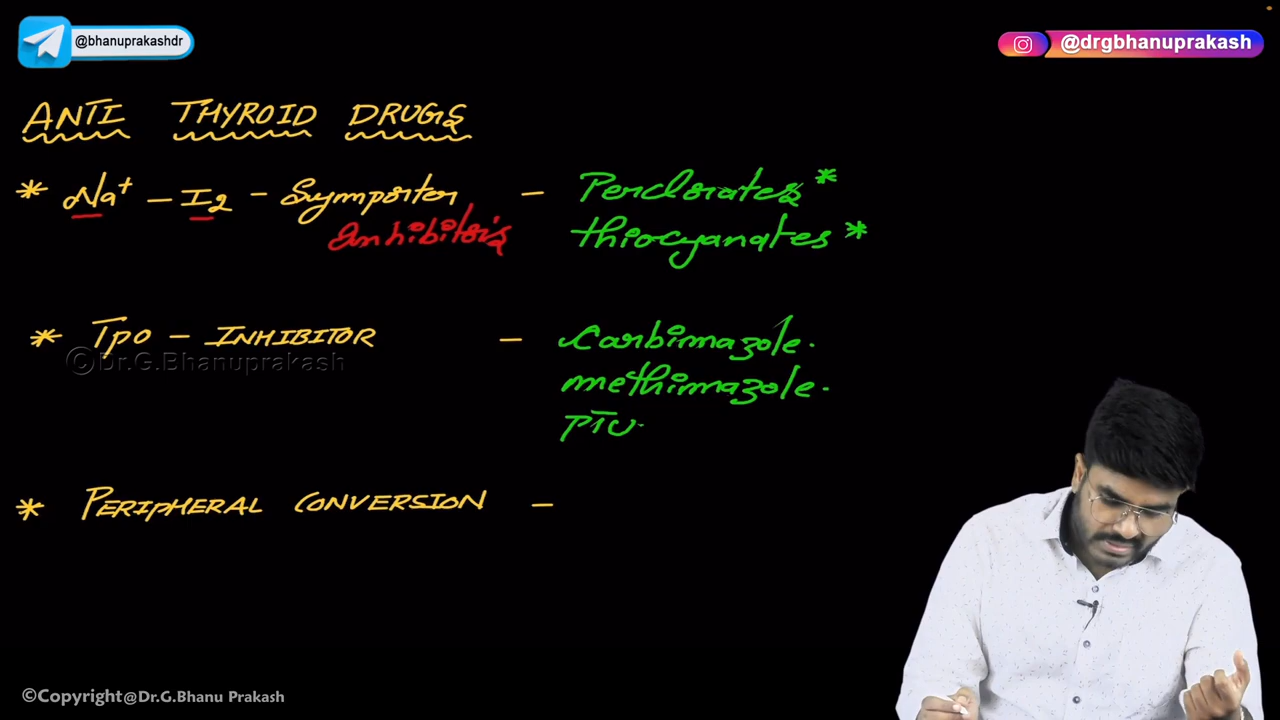 @bhanuprakashdr
@drgbhanuprakash
ANTI THYROID DRUGS
* Na+ - I2 - Symporter - Perclorates *
Inhibitors thiocyanates *
* TPO - INHIBITOR - Carbimazole.
©Dr.G.Bhanuprakash
methimazole.
PTU.
* PERIPHERAL CONVERSION -
©Copyright@Dr.G.Bhanu Prakash